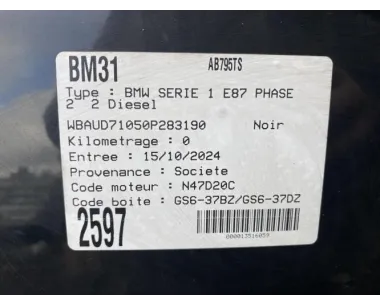 BM31 AB795TS
Type : BMW SERIE 1 E87 PHASE
2 2 Diesel
WBAUD71050P283190 Noir
Kilometrage : 0
Entree : 15/10/2024
Provenance : Societe
Code moteur : N47D20C
Code boite : GS6-37BZ/GS6-37DZ
2597
000013516059